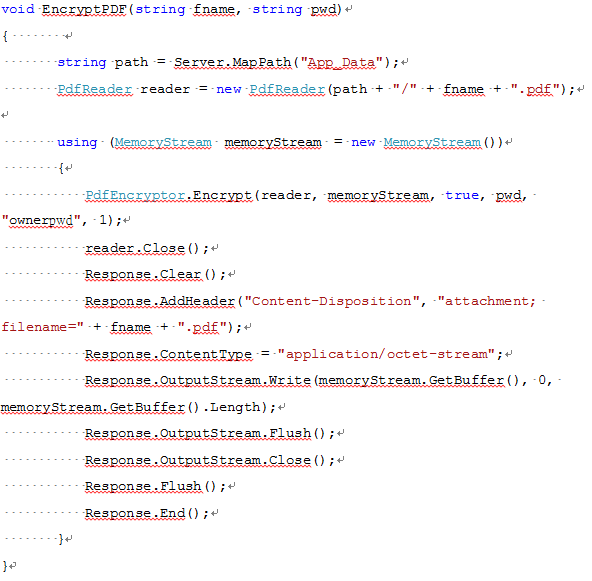 void EncryptPDF(string fname, string pwd)
{
string path = Server.MapPath("App_Data");
PdfReader reader = new PdfReader(path + "/" + fname + ".pdf");
using (MemoryStream memoryStream = new MemoryStream())
{
PdfEncryptor.Encrypt(reader, memoryStream, true, pwd,
"ownerpwd", 1);
reader.Close();
Response.Clear();
Response.AddHeader("Content-Disposition", "attachment;
filename=" + fname + ".pdf");
Response.ContentType = "application/octet-stream";
Response.OutputStream.Write(memoryStream.GetBuffer(), 0,
memoryStream.GetBuffer().Length);
Response.OutputStream.Flush();
Response.OutputStream.Close();
Response.Flush();
Response.End();
}
}